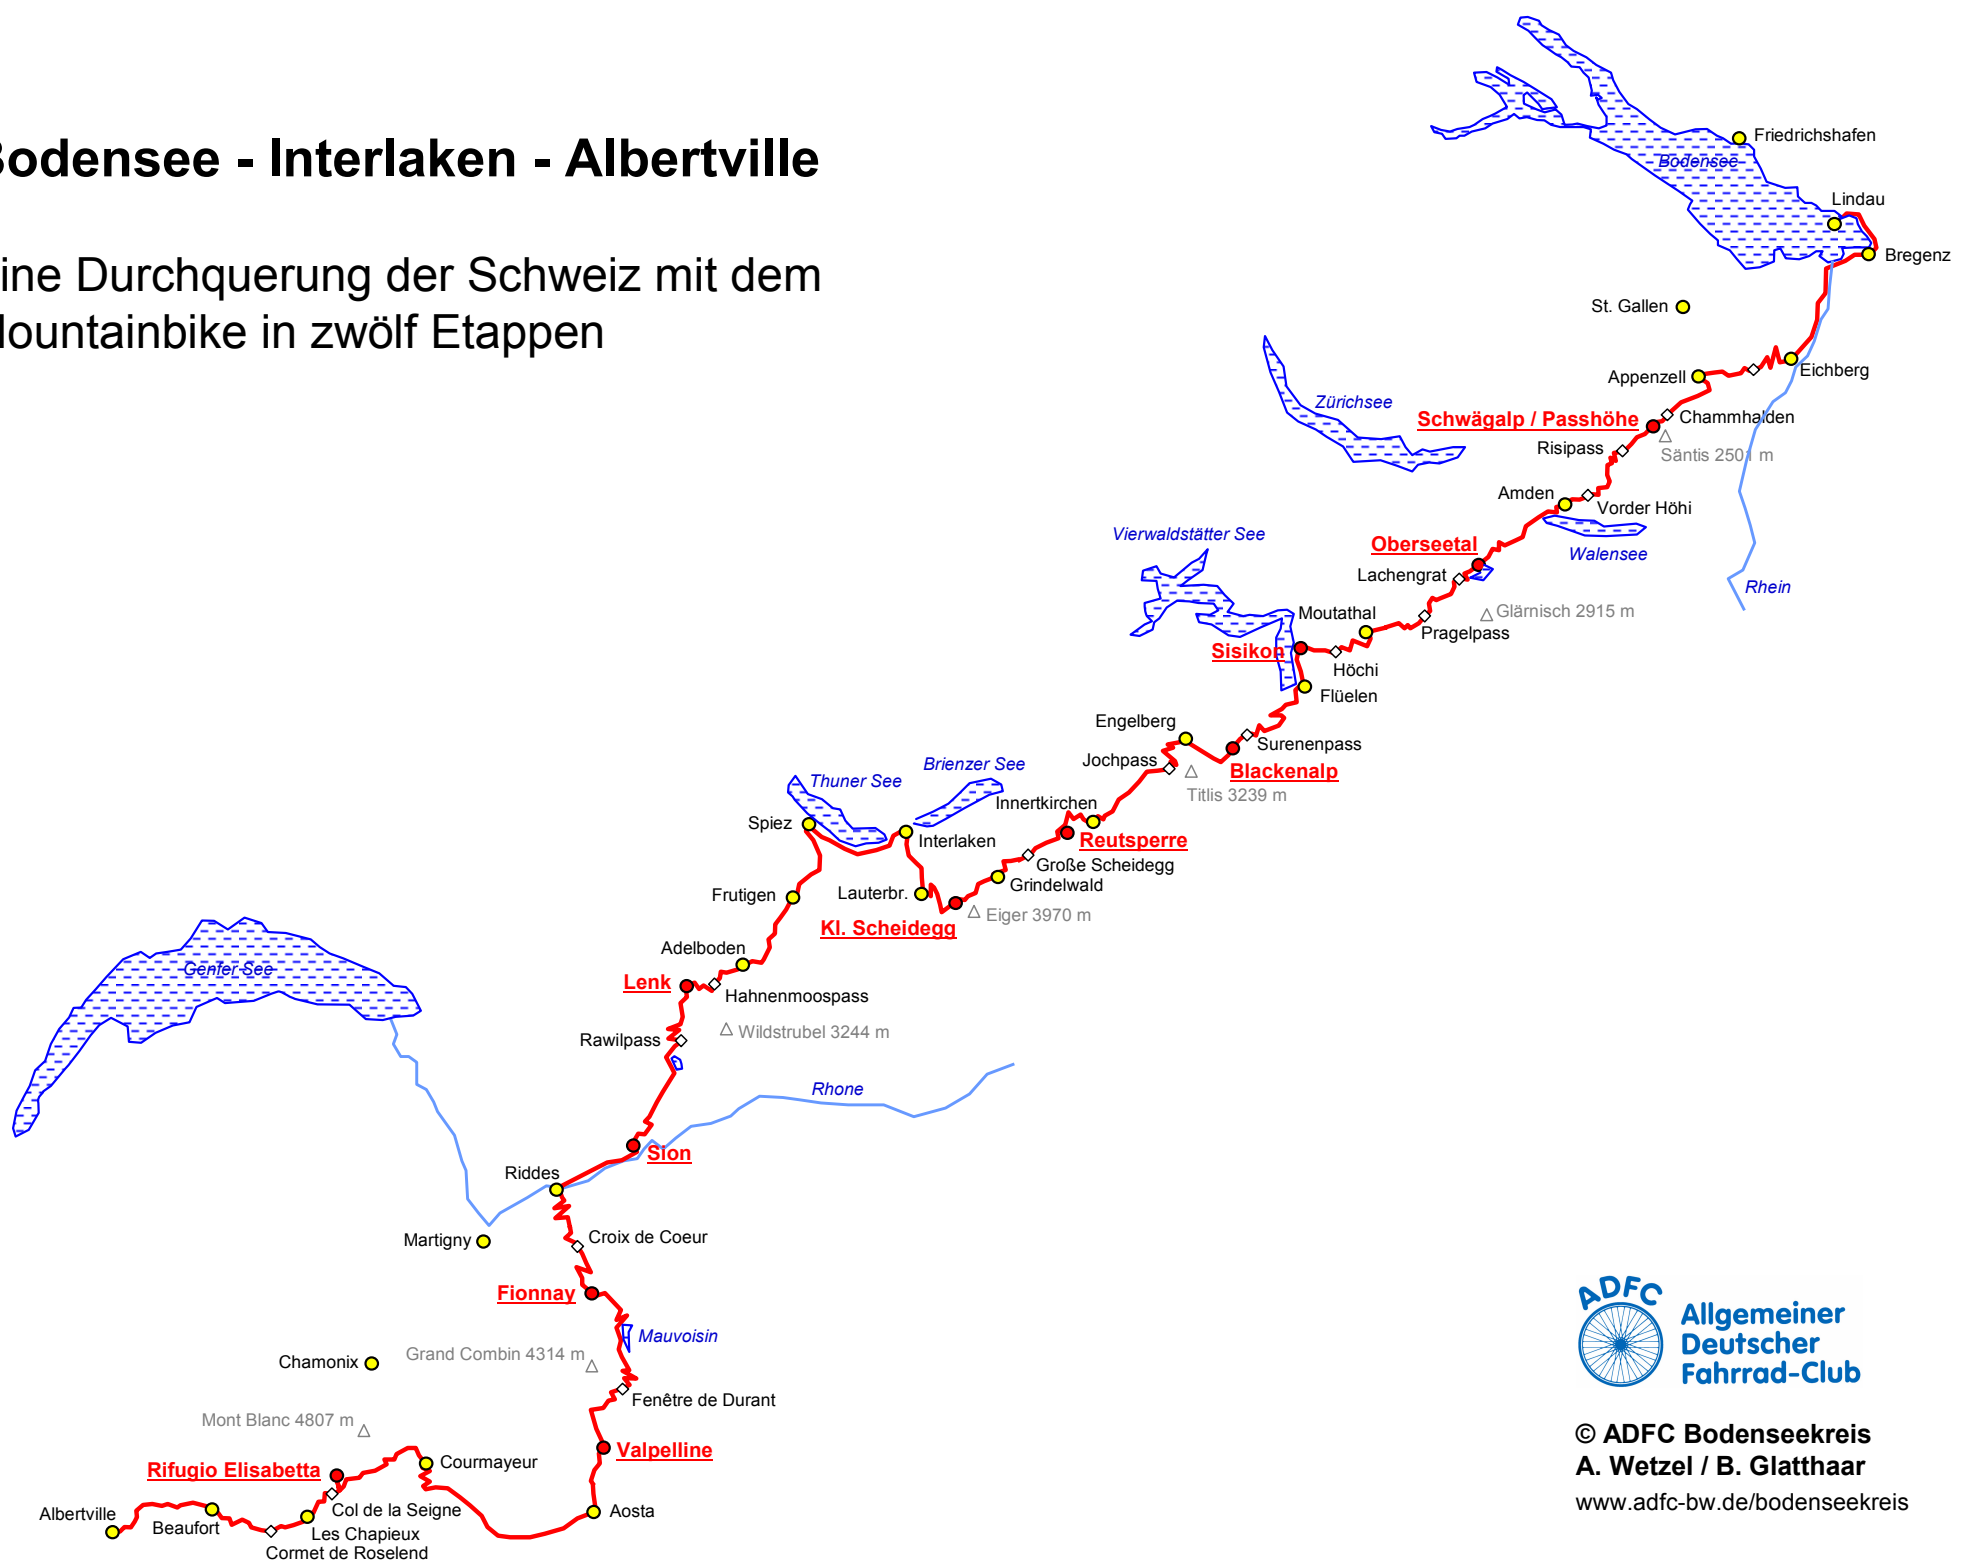 Bodensee - Interlaken - Albertville
ine Durchquerung der Schweiz mit dem
Mountainbike in zwölf Etappen
Friedrichshafen
Bodensee
Lindau
Bregenz
St. Gallen
Eichberg
Appenzell
Zürichsee
Schwägalp / Passhöhe
Chammhalden
Risipass
Säntis 2501 m
Amden
Vorder Höhi
Vierwaldstätter See
Oberseetal
Walensee
Lachengrat
Rhein
Moutathal
Glärnisch 2915 m
Pragelpass
Sisikon
Höchi
Flüelen
Engelberg
Surenenpass
Jochpass
Blackenalp
Brienzer See
Thuner See
Titlis 3239 m
Innertkirchen
Spiez
Interlaken
Reutsperre
Große Scheidegg
Grindelwald
Frutigen
Lauterbr.
Eiger 3970 m
Kl. Scheidegg
Adelboden
Genfer See
Lenk
Hahnenmoospass
Wildstrubel 3244 m
Rawilpass
Rhone
Sion
Riddes
Martigny
Croix de Coeur
Fionnay
Mauvoisin
Grand Combin 4314 m
Chamonix
Fenêtre de Durant
Mont Blanc 4807 m
Valpelline
Courmayeur
Rifugio Elisabetta
Col de la Seigne
Aosta
Albertville
Beaufort
Les Chapieux
Cormet de Roselend
ADFC
Allgemeiner
Deutscher
Fahrrad-Club
© ADFC Bodenseekreis
A. Wetzel / B. Glatthaar
www.adfc-bw.de/bodenseekreis